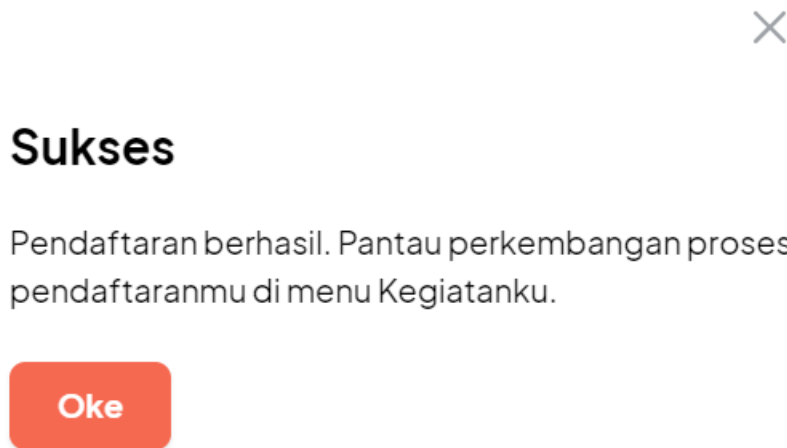 Sukses
Pendaftaran berhasil. Pantau perkembangan proses
pendaftaranmu di menu Kegiatanku.
Oke